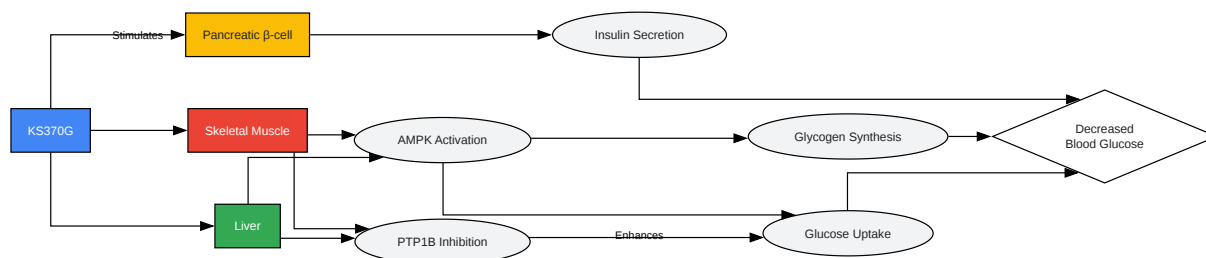 Stimulates
Pancreatic β-cell
Insulin Secretion
KS370G
Skeletal Muscle
AMPK Activation
Glycogen Synthesis
Decreased
Blood Glucose
Liver
PTP1B Inhibition
Enhances
Glucose Uptake